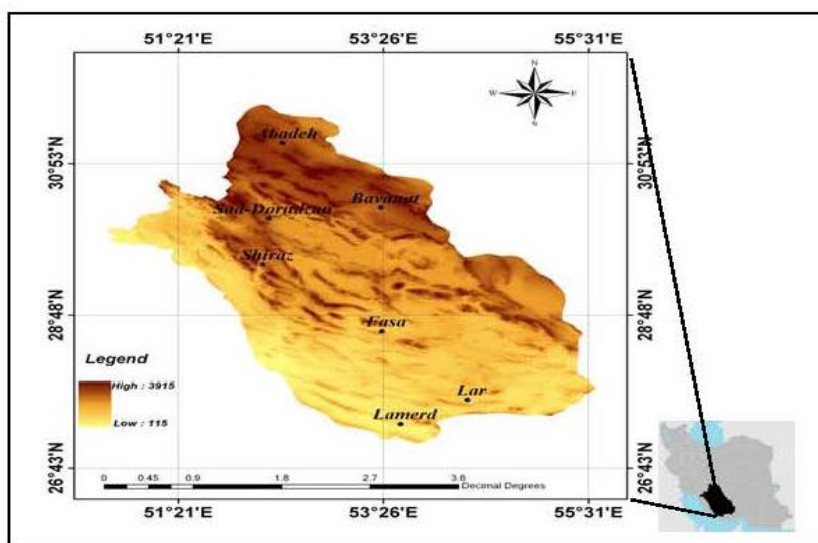 51°21'E 53°26'E 55°31'E
N
W E
S
30°53'N 30°53'N
Abadeh
Bavanat
Sad-Dorudzan
Shiraz
28°48'N 28°48'N
Fasa
Legend
High : 3915
Low : 115
Lar
Lamerd
26°43'N 26°43'N
0 0.45 0.9 1.8 2.7 3.6
Decimal Degrees
51°21'E 53°26'E 55°31'E